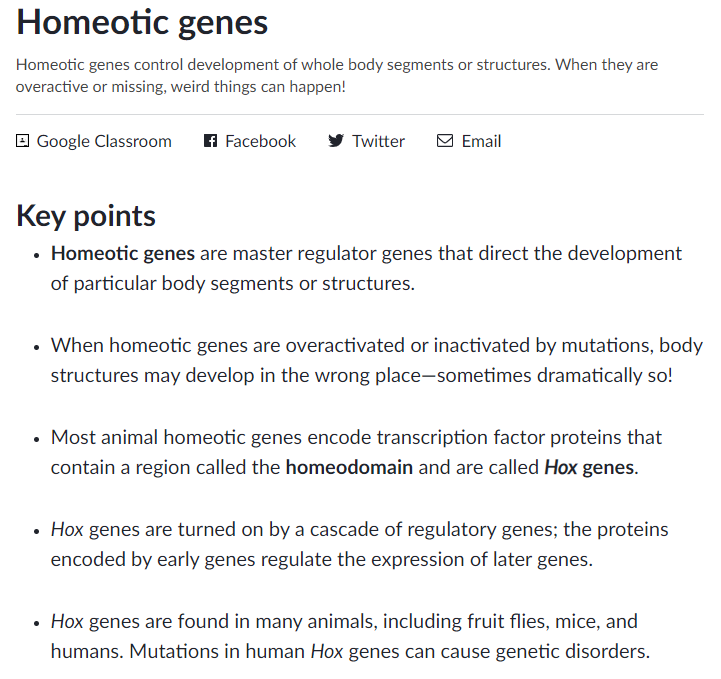 Homeotic genes
Homeotic genes control development of whole body segments or structures. When they are
overactive or missing, weird things can happen!
Google Classroom Facebook Twitter Email
Key points
• Homeotic genes are master regulator genes that direct the development
of particular body segments or structures.
• When homeotic genes are overactivated or inactivated by mutations, body
structures may develop in the wrong place—sometimes dramatically so!
• Most animal homeotic genes encode transcription factor proteins that
contain a region called the homeodomain and are called Hox genes.
• Hox genes are turned on by a cascade of regulatory genes; the proteins
encoded by early genes regulate the expression of later genes.
• Hox genes are found in many animals, including fruit flies, mice, and
humans. Mutations in human Hox genes can cause genetic disorders.